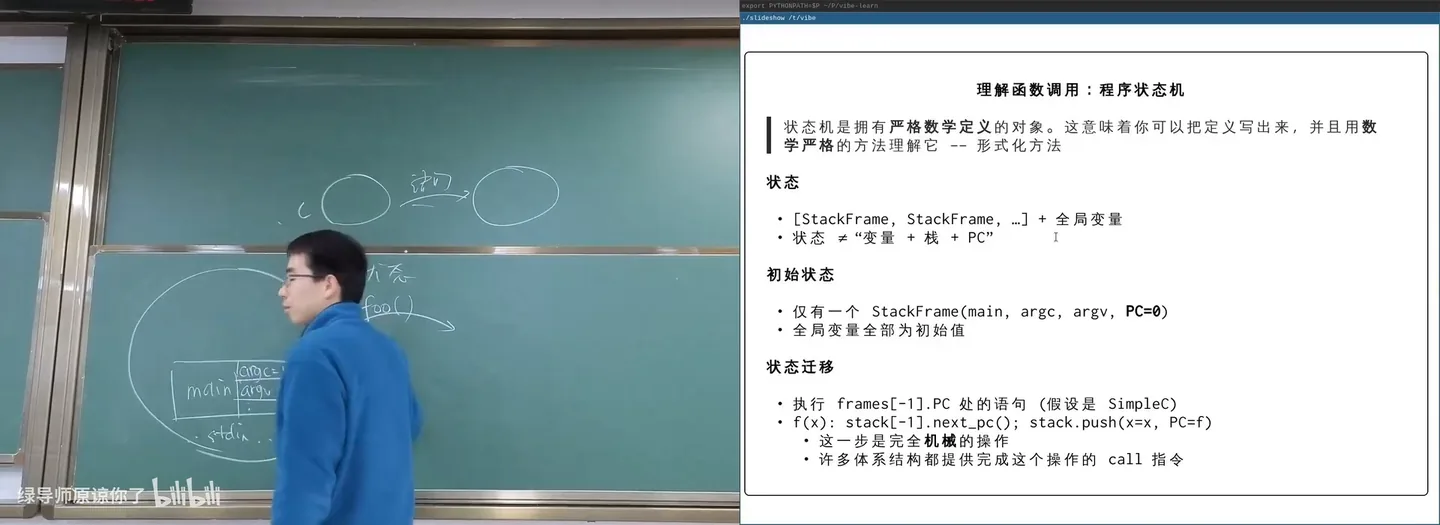 语句
C
状态
foo()
main
argc=1
argv
stdin ..
绿导师原谅你了 bilibili
export PYTHONPATH=$P ~/P/vibe-learn
./slideshow /t/vibe
理解函数调用：程序状态机
状态机是拥有严格数学定义的对象。这意味着你可以把定义写出来，并且用数
学严格的方法理解它 -- 形式化方法
状态
• [StackFrame, StackFrame, …] + 全局变量
• 状态 ≠ “变量 + 栈 + PC”
初始状态
• 仅有一个 StackFrame(main, argc, argv, PC=0)
• 全局变量全部为初始值
状态迁移
• 执行 frames[-1].PC 处的语句 (假设是 SimpleC)
• f(x): stack[-1].next_pc(); stack.push(x=x, PC=f)
• 这一步是完全机械的操作
• 许多体系结构都提供完成这个操作的 call 指令